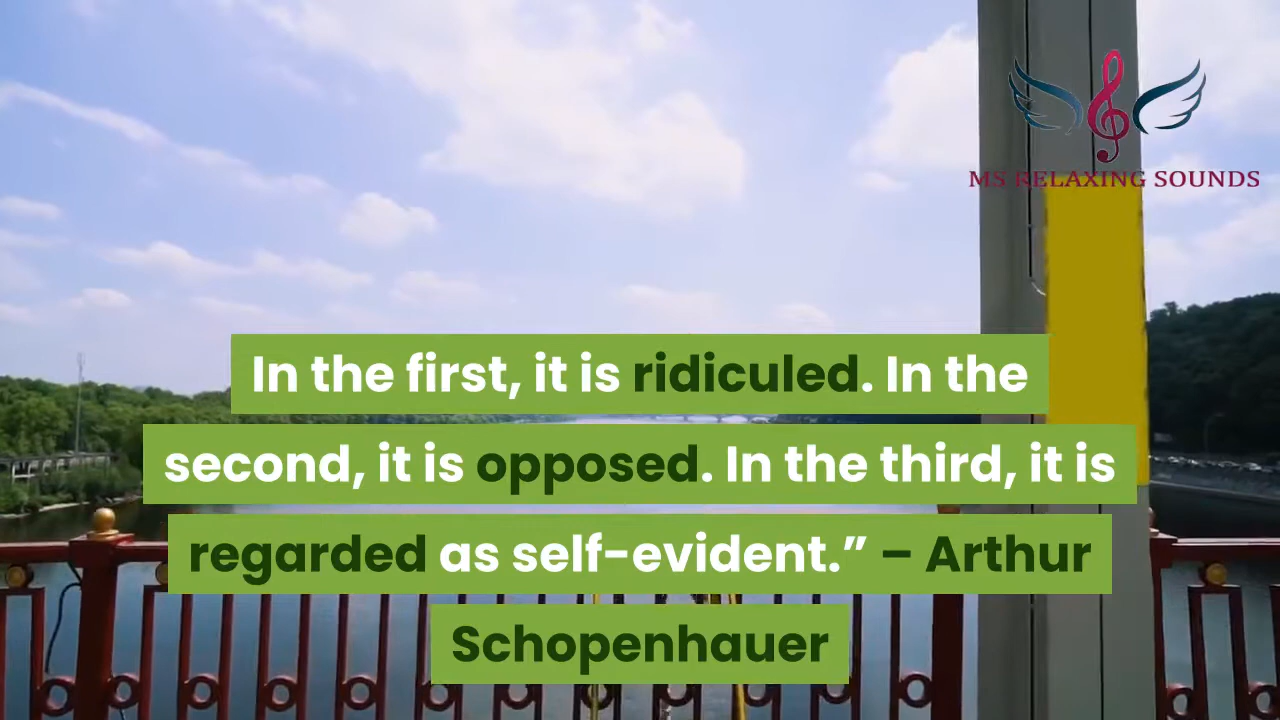 MS RELAXING SOUNDS
In the first, it is ridiculed. In the
second, it is opposed. In the third, it is
regarded as self-evident.” – Arthur
Schopenhauer